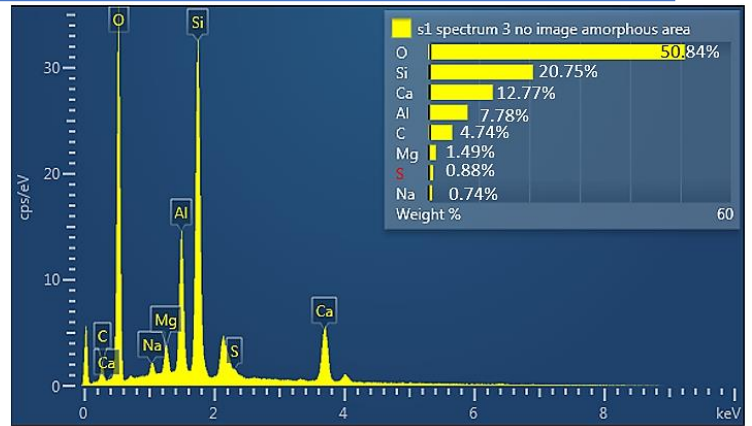 s1 spectrum 3 no image amorphous area
O 50.84%
Si 20.75%
Ca 12.77%
Al 7.78%
C 4.74%
Mg 1.49%
S 0.88%
Na 0.74%
Weight % 60
cps/eV
30
20
10
0
O
Si
Al
Mg
Na
C
Ca
S
Ca
0 2 4 6 8 keV